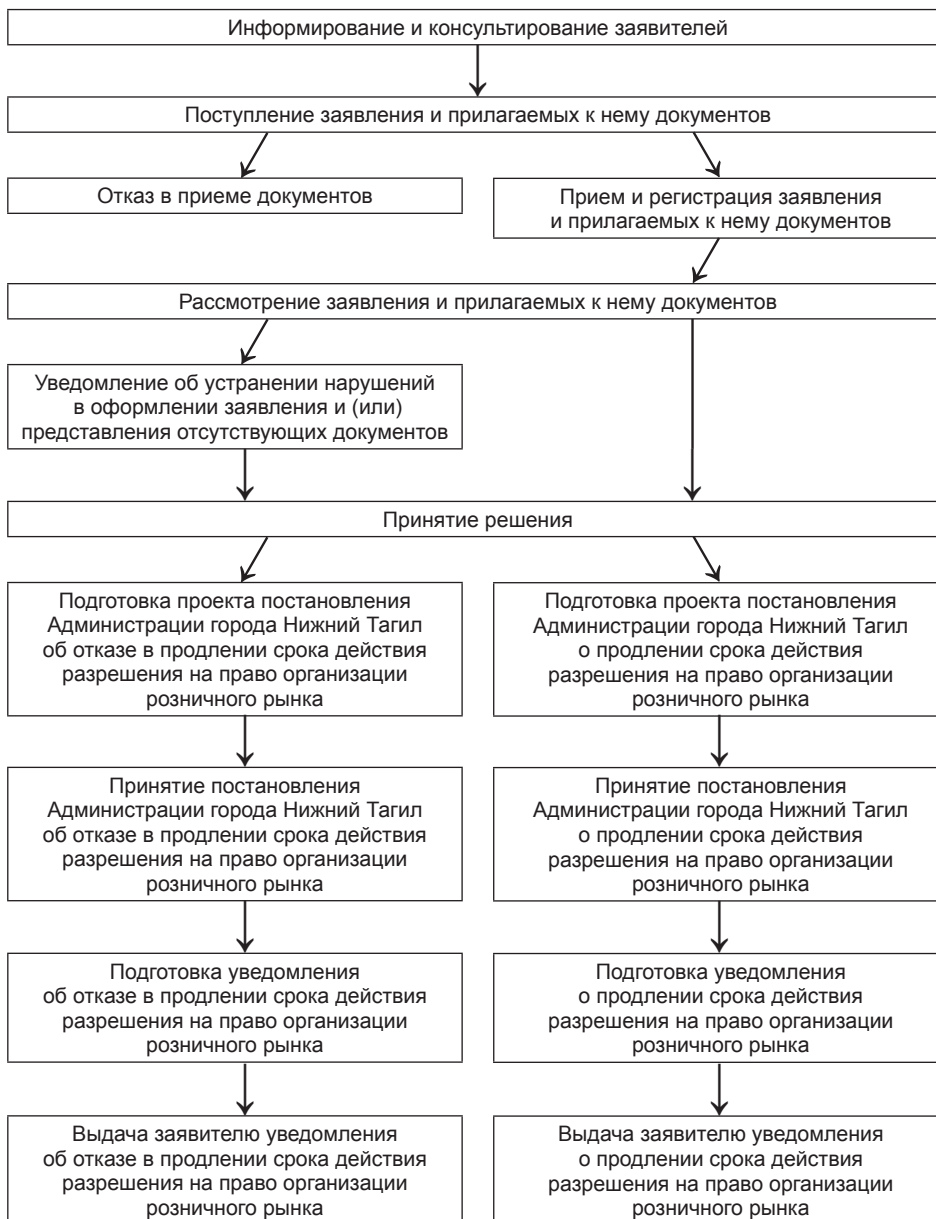 Информирование и консультирование заявителей
Поступление заявления и прилагаемых к нему документов
Отказ в приеме документов
Прием и регистрация заявления
и прилагаемых к нему документов
Рассмотрение заявления и прилагаемых к нему документов
Уведомление об устранении нарушений
в оформлении заявления и (или)
представления отсутствующих документов
Принятие решения
Подготовка проекта постановления
Администрации города Нижний Тагил
об отказе в продлении срока действия
разрешения на право организации
розничного рынка
Подготовка проекта постановления
Администрации города Нижний Тагил
о продлении срока действия
разрешения на право организации
розничного рынка
Принятие постановления
Администрации города Нижний Тагил
об отказе в продлении срока действия
разрешения на право организации
розничного рынка
Принятие постановления
Администрации города Нижний Тагил
о продлении срока действия
разрешения на право организации
розничного рынка
Подготовка уведомления
об отказе в продлении срока действия
разрешения на право организации
розничного рынка
Подготовка уведомления
о продлении срока действия
разрешения на право организации
розничного рынка
Выдача заявителю уведомления
об отказе в продлении срока действия
разрешения на право организации
розничного рынка
Выдача заявителю уведомления
о продлении срока действия
разрешения на право организации
розничного рынка